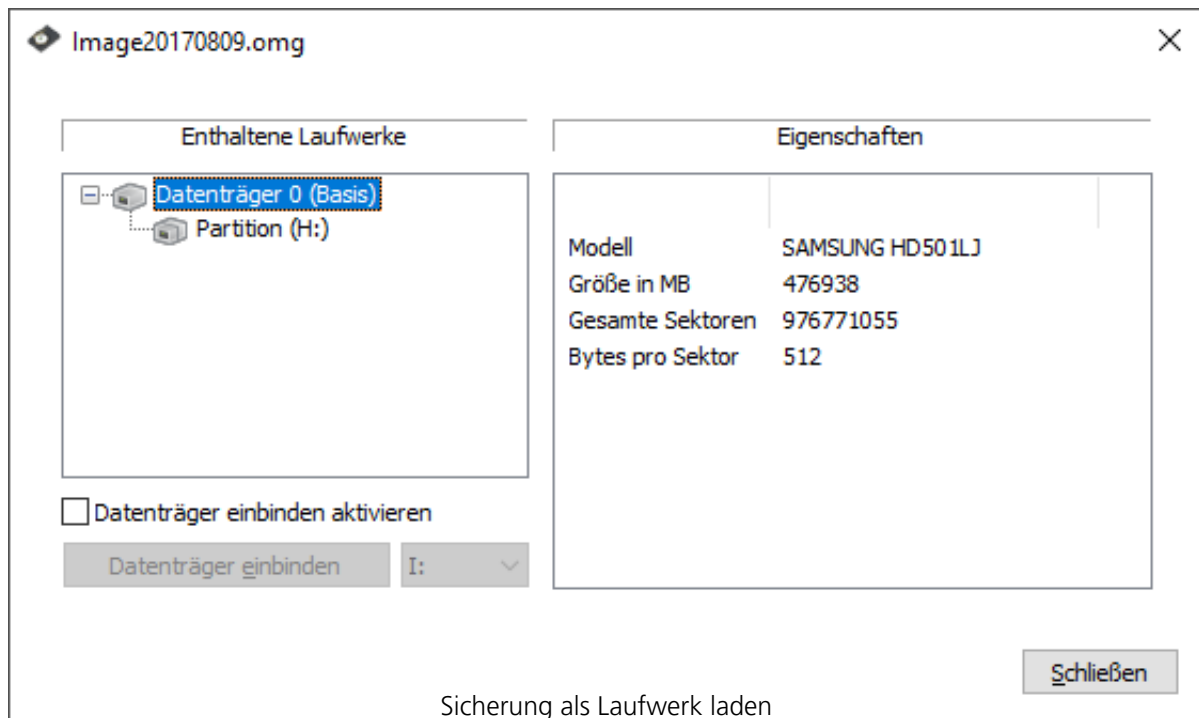 Image20170809.omg
Enthaltene Laufwerke
Datenträger 0 (Basis)
Partition (H:)
Datenträger einbinden aktivieren
Datenträger einbinden I:
Eigenschaften
Modell SAMSUNG HD501LJ
Größe in MB 476938
Gesamte Sektoren 976771055
Bytes pro Sektor 512
Schließen
Sicherung als Laufwerk laden